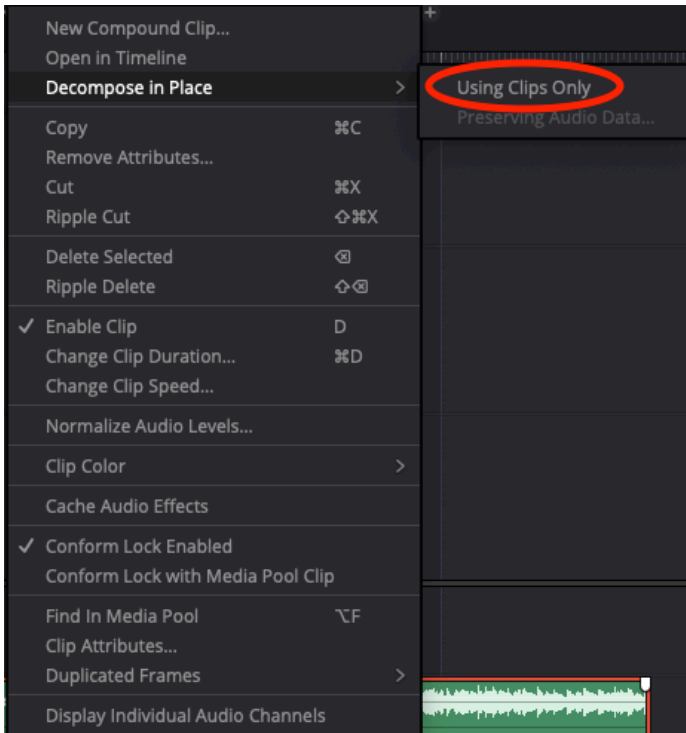 New Compound Clip...
Open in Timeline
Decompose in Place >
Using Clips Only
Preserving Audio Data...
Copy ⌘C
Remove Attributes...
Cut ⌘X
Ripple Cut ⇧⌘X
Delete Selected ⌫
Ripple Delete ⇧⌫
✓ Enable Clip D
Change Clip Duration... ⌘D
Change Clip Speed...
Normalize Audio Levels...
Clip Color >
Cache Audio Effects
✓ Conform Lock Enabled
Conform Lock with Media Pool Clip
Find In Media Pool ⌥F
Clip Attributes...
Duplicated Frames >
Display Individual Audio Channels